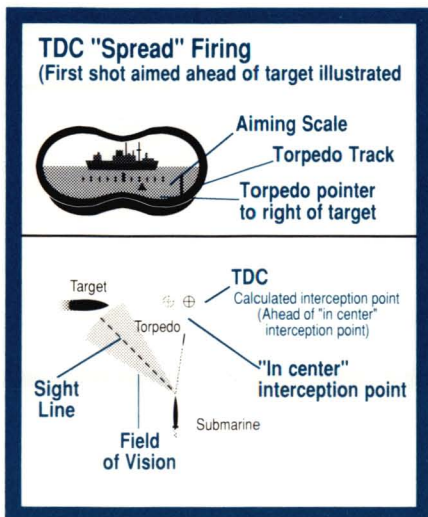 TDC "Spread" Firing
(First shot aimed ahead of target illustrated
Aiming Scale
Torpedo Track
Torpedo pointer
to right of target
Target
Torpedo
TDC
Calculated interception point
(Ahead of "in center"
interception point)
"In center"
interception point
Sight
Line
Submarine
Field
of Vision